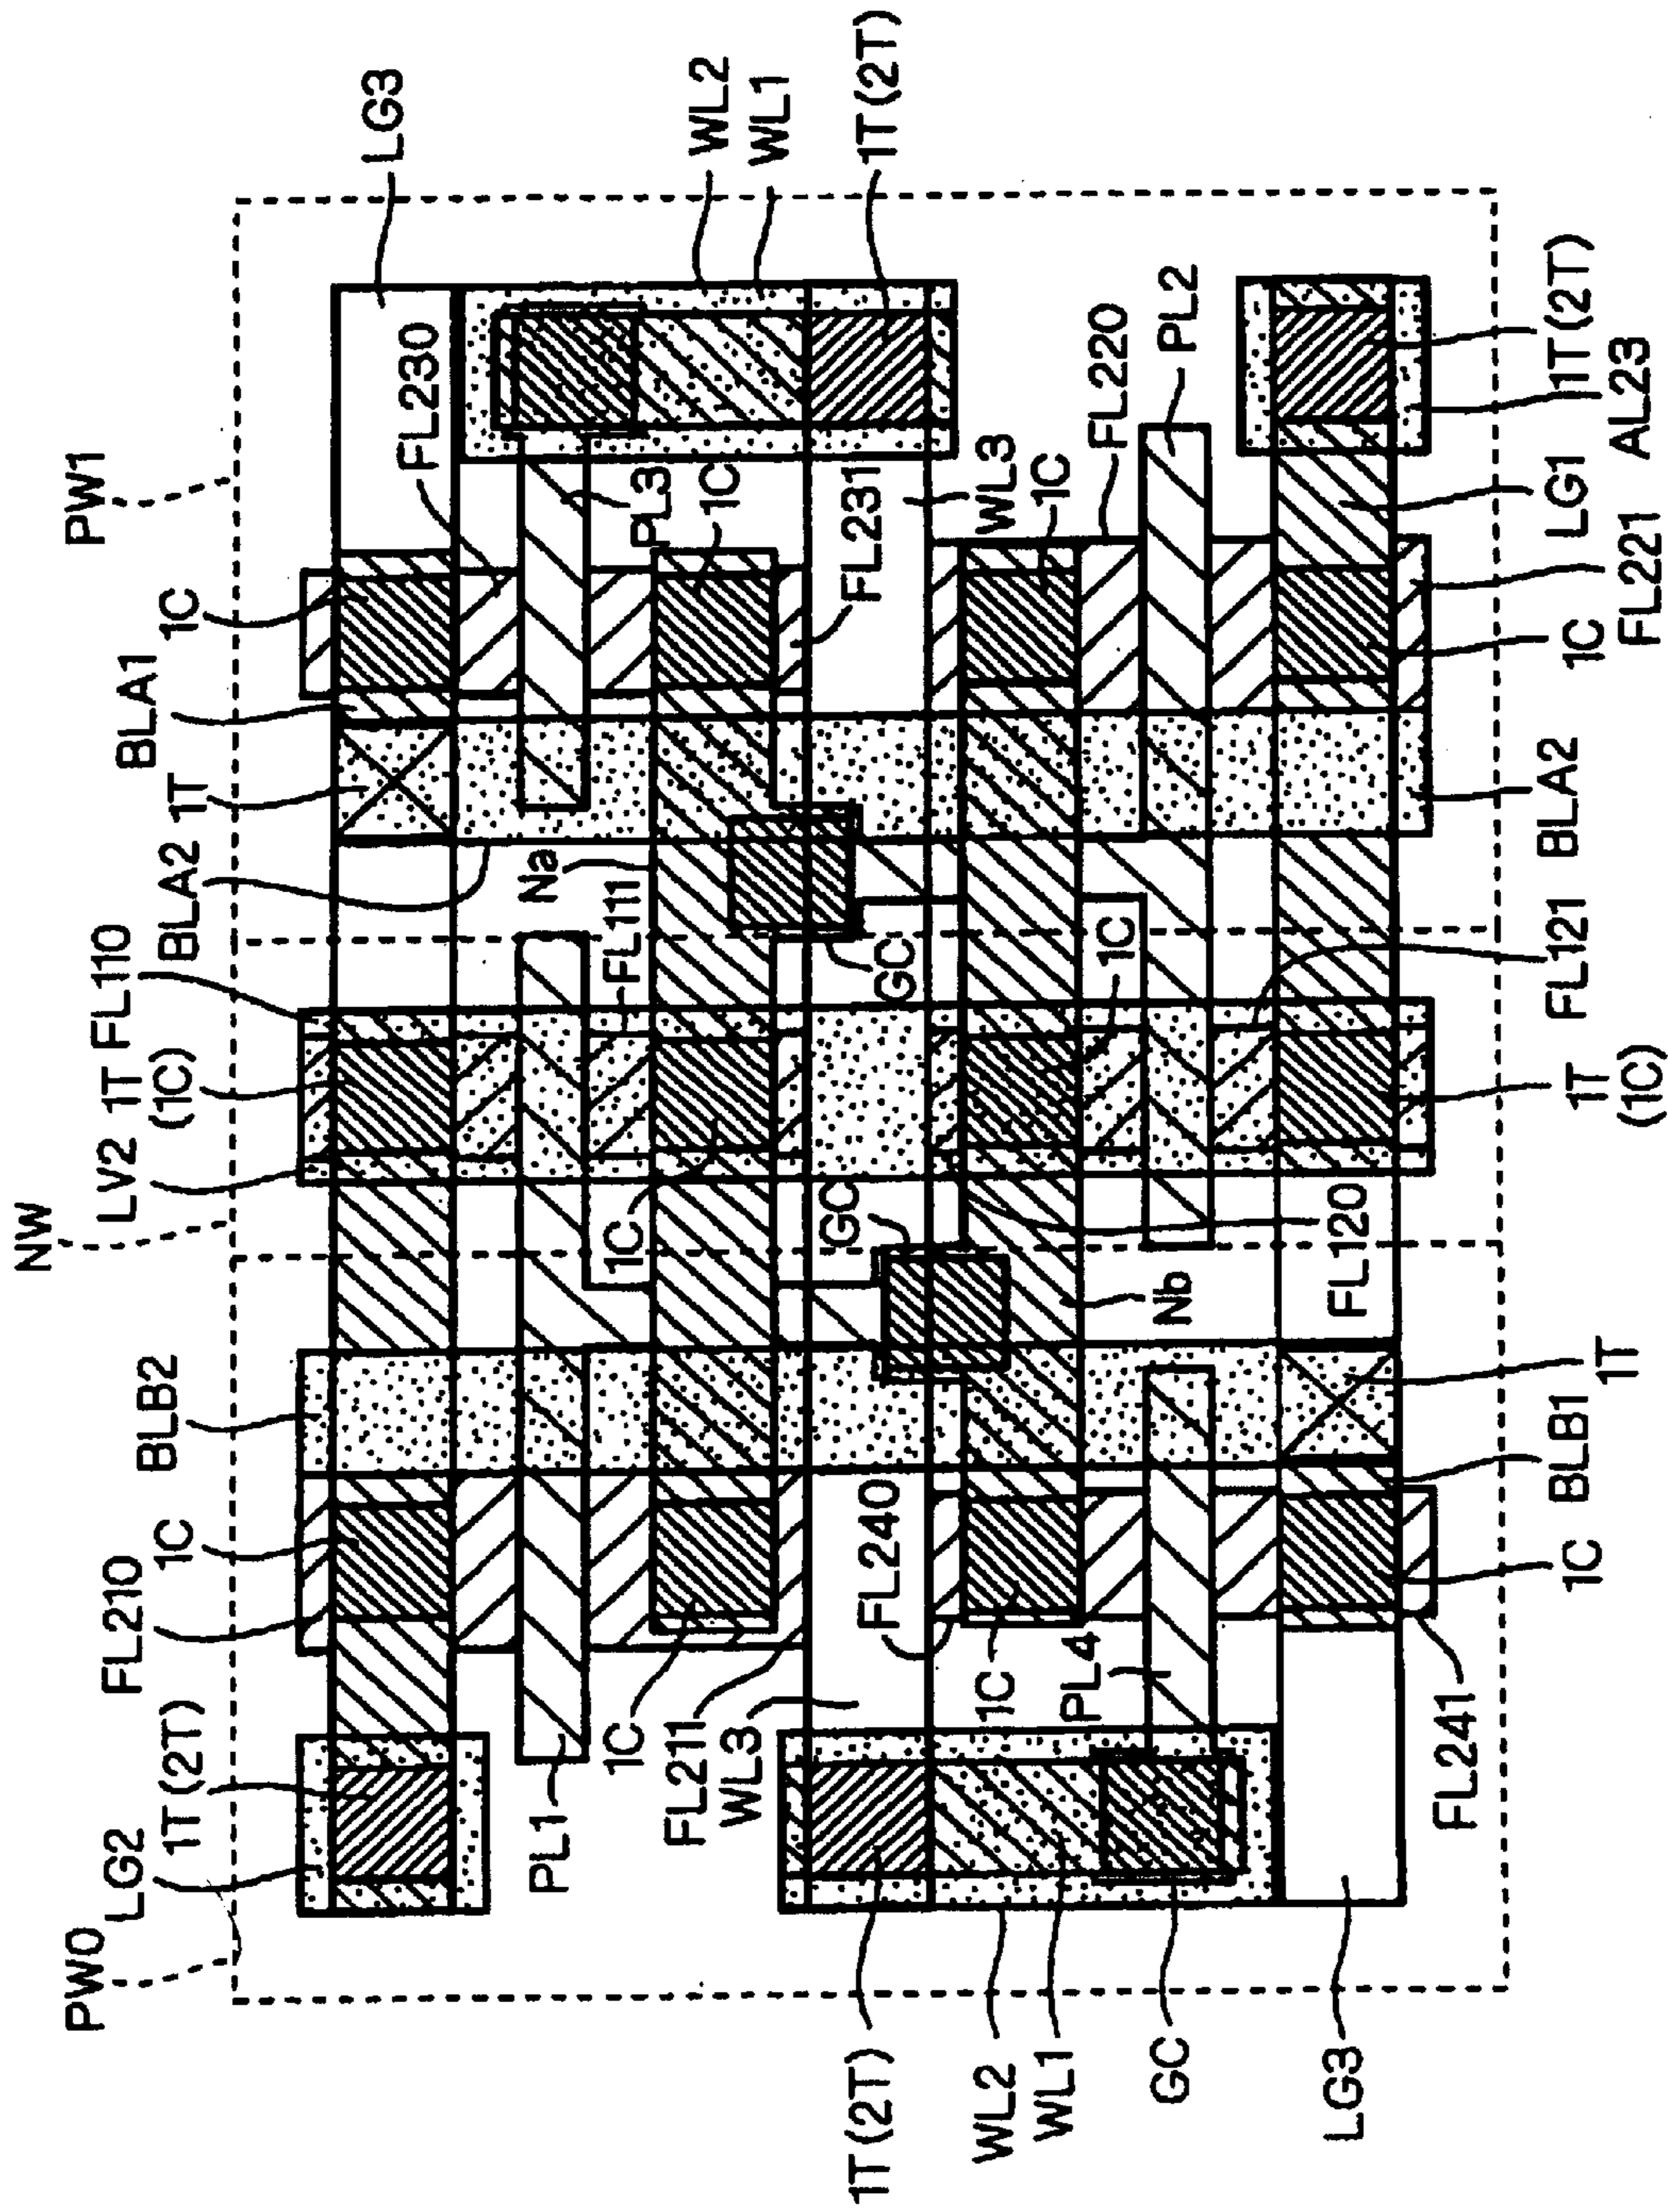 NW
PW0
PW1
LG2
FL210
LV2
FL110
BLA1
1T(2T)
1C
BLB2
1T
(1C)
BLA2
1T
1C
LG3
FL230
PL1
Na
1C
1C
FL111
PL3
WL2
FL211
1C
WL1
WL3
1T(2T)
GC
GC
FL231
1T(2T)
FL240
WL2
1C
WL3
WL1
PL4
1C
1C
FL220
GC
Nb
PL2
LG3
FL120
FL241
BLB1
FL121
BLA2
LG1
1C
1T
1T
(1C)
1C
1T(2T)
FL221
AL23